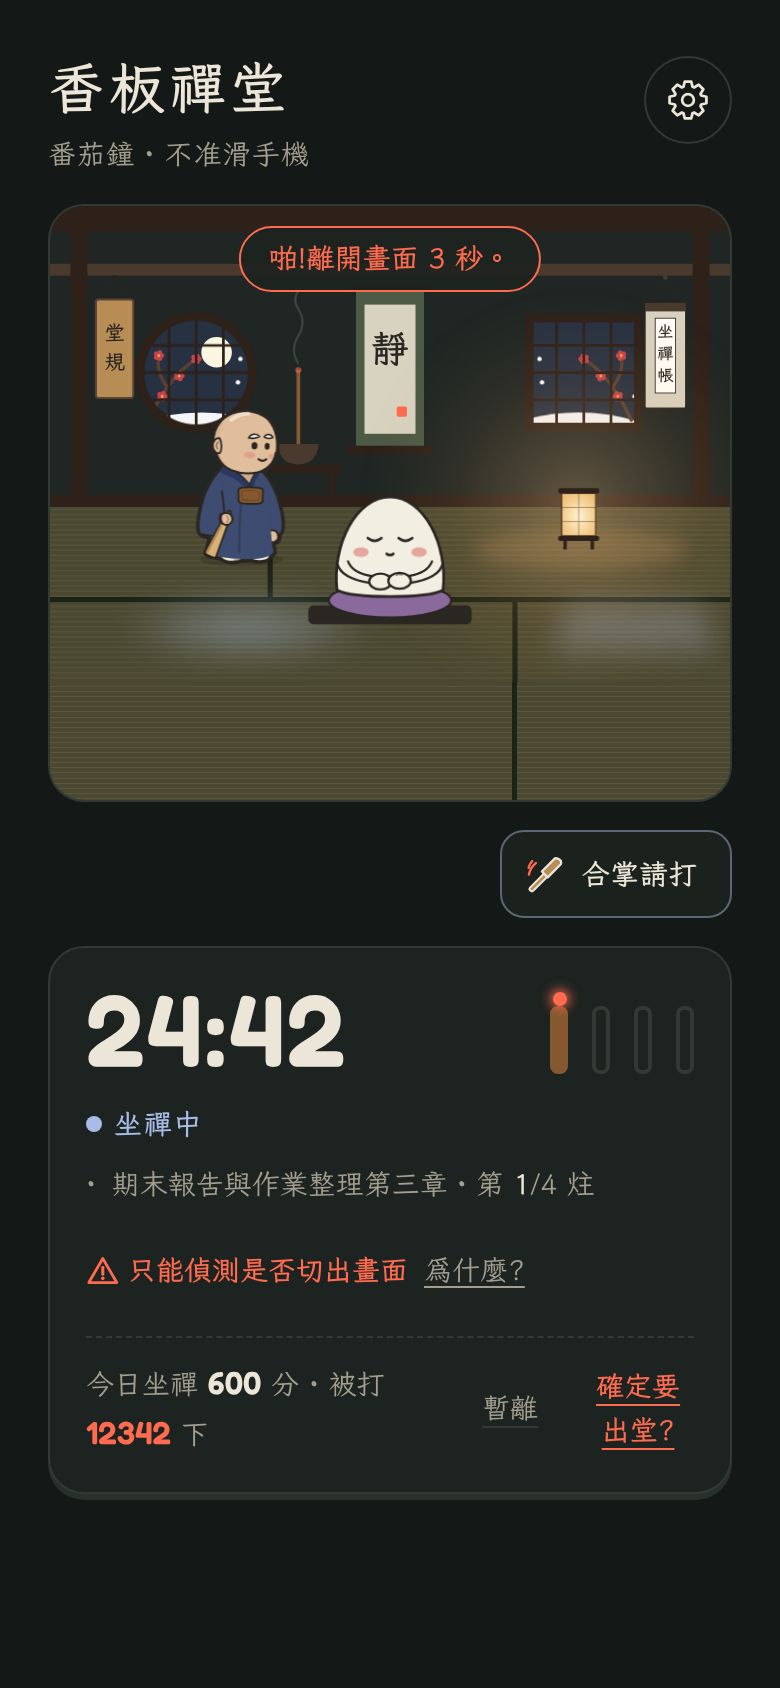 香板禪堂
番茄鐘・不准滑手機
啪!離開畫面 3 秒。
堂規
靜
坐禪帳
合掌請打
24:42
坐禪中
・ 期末報告與作業整理第三章・第 1/4 炷
只能偵測是否切出畫面 爲什麼?
今日坐禪 600 分・被打
12342 下
暫離
確定要
出堂?